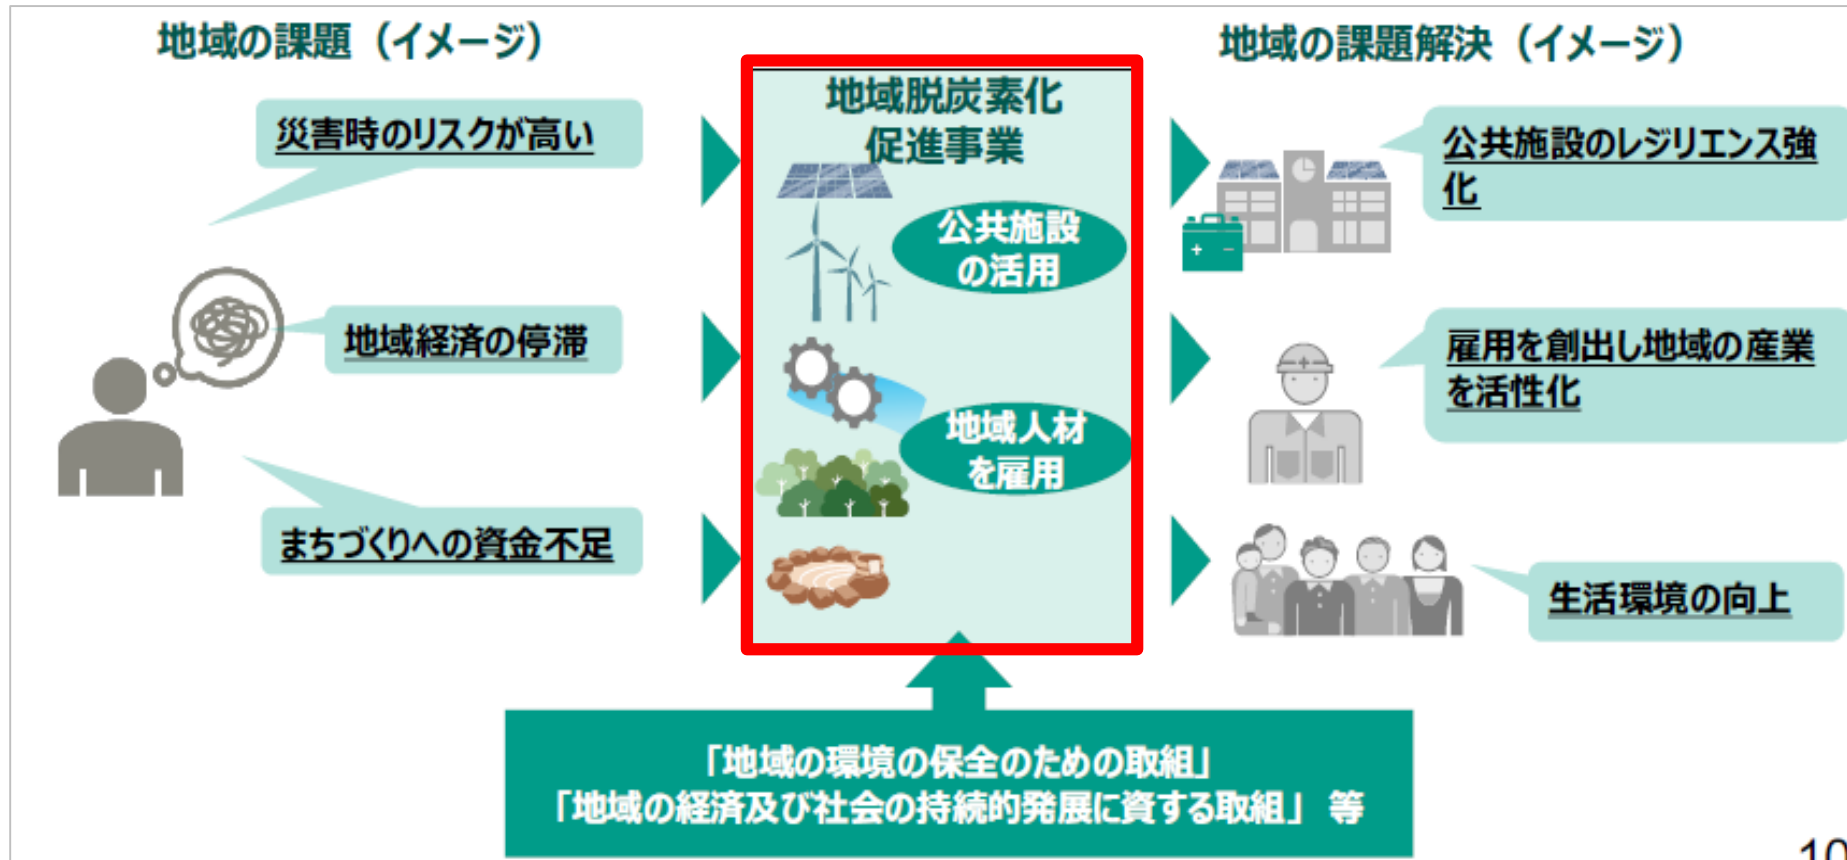 地域の課題（イメージ）
災害時のリスクが高い
地域経済の停滞
まちづくりへの資金不足
地域脱炭素化
促進事業
公共施設
の活用
地域人材
を雇用
地域の課題解決（イメージ）
公共施設のレジリエンス強
化
雇用を創出し地域の産業
を活性化
生活環境の向上
「地域の環境の保全のための取組」
「地域の経済及び社会の持続的発展に資する取組」 等
10